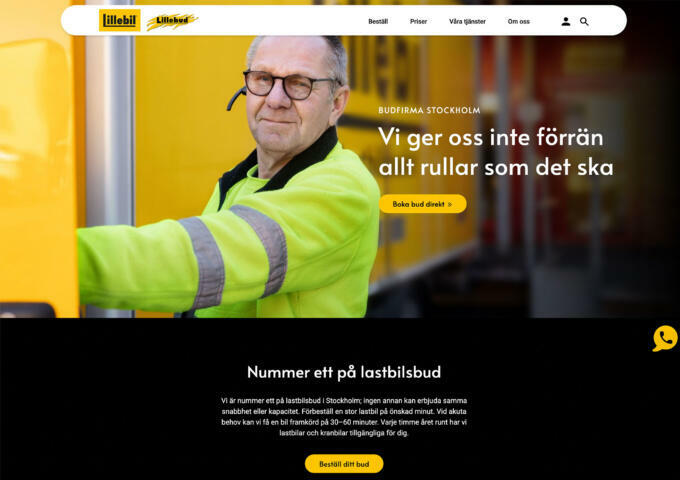 Lillebil
Lillebud
Beställ
Priser
Våra tjänster
Om oss
BUDFIRMA STOCKHOLM
Vi ger oss inte förrän
allt rullar som det ska
Boka bud direkt »
Nummer ett på lastbilsbud
Vi är nummer ett på lastbilsbud i Stockholm; ingen annan kan erbjuda samma
snabbhet eller kapacitet. Förbeställ en stor lastbil på önskad minut. Vid akuta
behov kan vi få en bil framkörd på 30–60 minuter. Varje timme året runt har vi
lastbilar och kranbilar tillgängliga för dig.
Beställ ditt bud